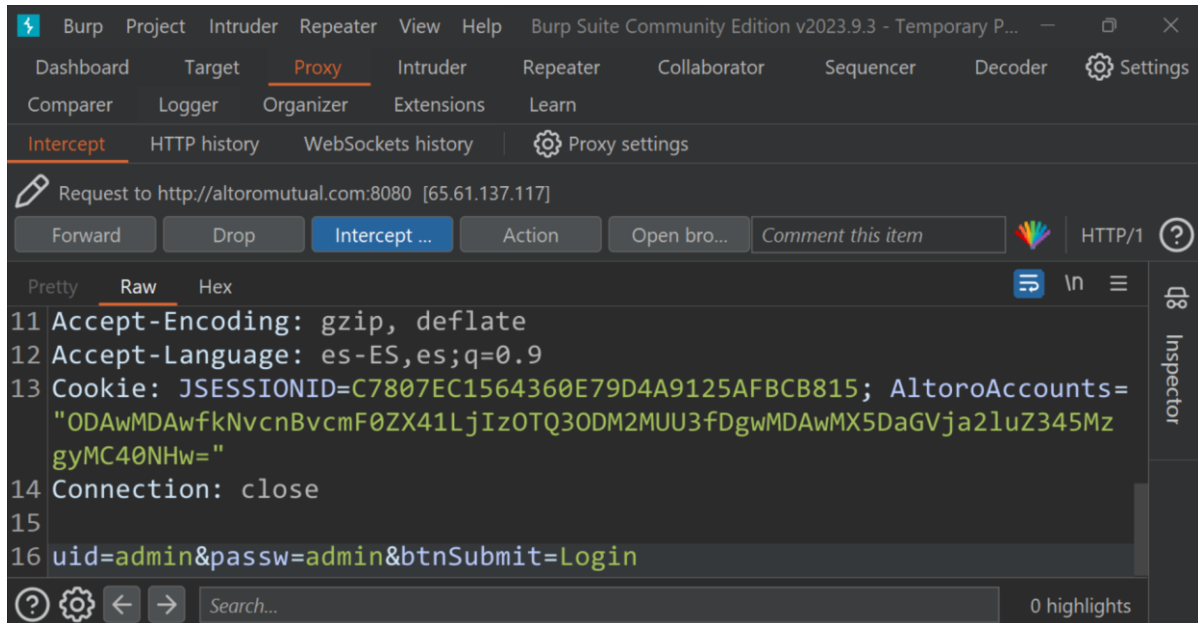 Burp Project Intruder Repeater View Help Burp Suite Community Edition v2023.9.3 - Temporary P...
Dashboard Target Proxy Intruder Repeater Collaborator Sequencer Decoder Settings
Comparer Logger Organizer Extensions Learn
Intercept HTTP history WebSockets history Proxy settings
Request to http://altoromutual.com:8080 [65.61.137.117]
Forward Drop Intercept ... Action Open bro... Comment this item HTTP/1
Pretty Raw Hex \n
Inspector
11 Accept-Encoding: gzip, deflate
12 Accept-Language: es-ES,es;q=0.9
13 Cookie: JSESSIONID=C7807EC1564360E79D4A9125AFBCB815; AltoroAccounts=
"ODAwMDAwfkNvcnBvcmF0ZX41LjIzOTQ3ODM2MUU3fDgwMDAwMX5DaGVja2luZ345Mz
gyMC40NHw="
14 Connection: close
15
16 uid=admin&passw=admin&btnSubmit=Login
Search... 0 highlights